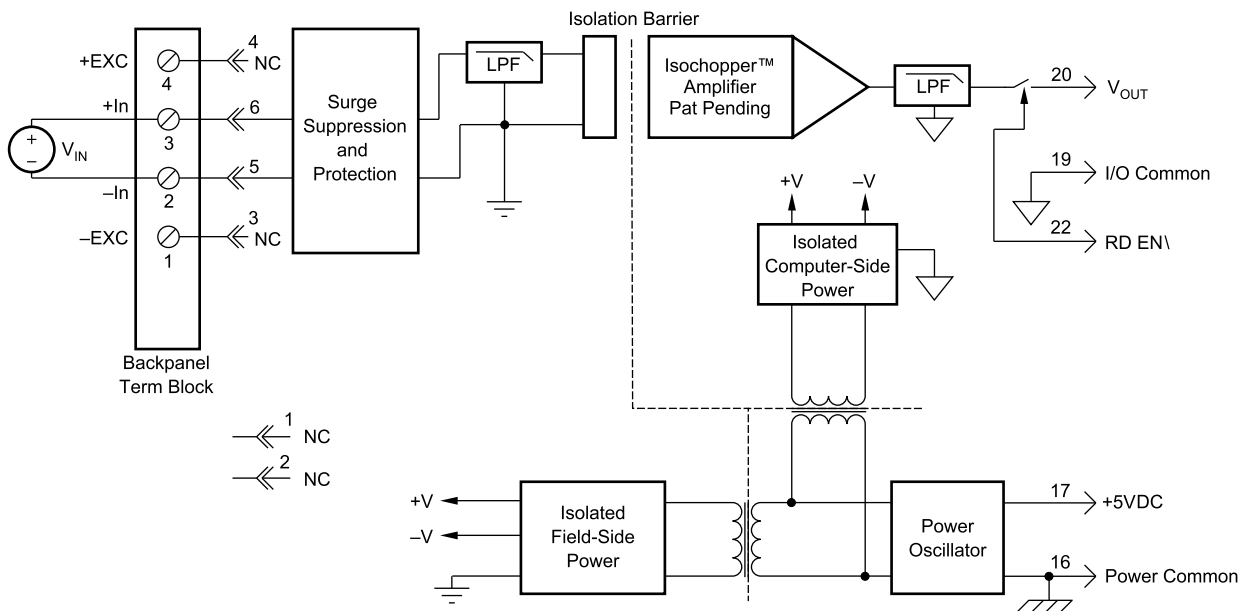 Isolation Barrier
+EXC
4
4
NC
+In
3
6
V_IN
+
–
–In
2
5
–EXC
1
3
NC
Surge
Suppression
and
Protection
LPF
Isochopper™
Amplifier
Pat Pending
LPF
20
V_OUT
19
I/O Common
22
RD EN\
+V
–V
Isolated
Computer-Side
Power
Backpanel
Term Block
1
NC
2
NC
+V
–V
Isolated
Field-Side
Power
Power
Oscillator
17
+5VDC
16
Power Common